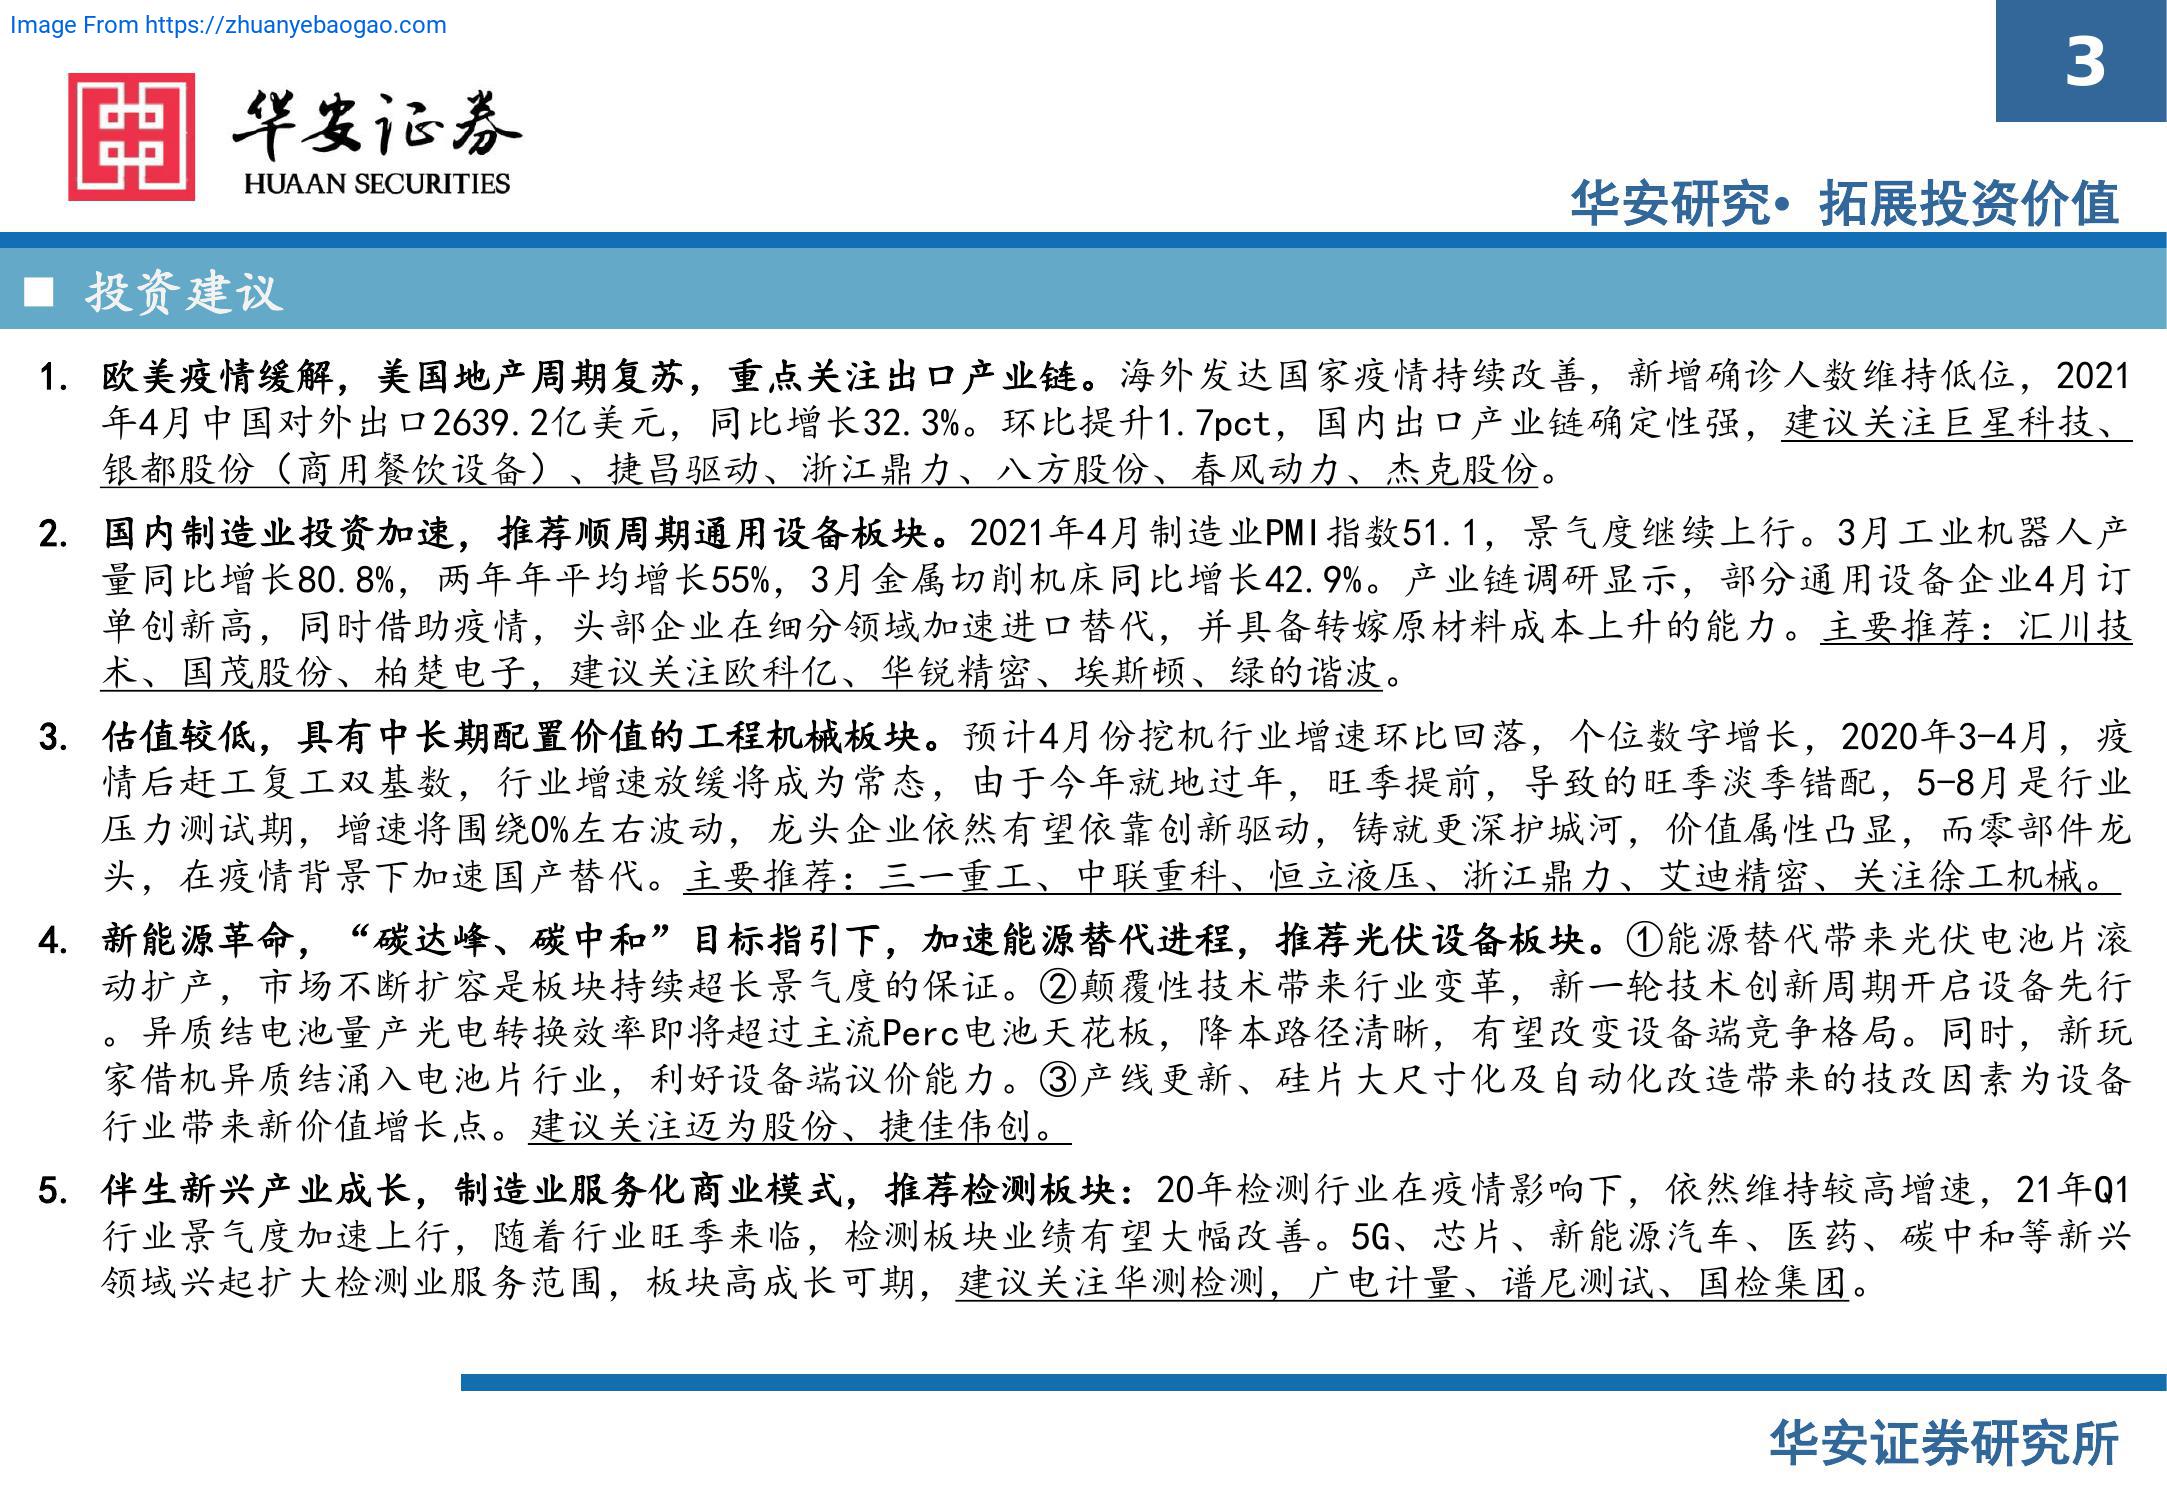 Image From https://zhuanyebaogao.com
3
华安证券
HUAAN SECURITIES
华安研究• 拓展投资价值
■ 投资建议
1. 欧美疫情缓解，美国地产周期复苏，重点关注出口产业链。海外发达国家疫情持续改善，新增确诊人数维持低位，2021
年4月中国对外出口2639.2亿美元，同比增长32.3%。环比提升1.7pct，国内出口产业链确定性强，建议关注巨星科技、
银都股份（商用餐饮设备）、捷昌驱动、浙江鼎力、八方股份、春风动力、杰克股份。
2. 国内制造业投资加速，推荐顺周期通用设备板块。2021年4月制造业PMI指数51.1，景气度继续上行。3月工业机器人产
量同比增长80.8%，两年年平均增长55%，3月金属切削机床同比增长42.9%。产业链调研显示，部分通用设备企业4月订
单创新高，同时借助疫情，头部企业在细分领域加速进口替代，并具备转嫁原材料成本上升的能力。主要推荐：汇川技
术、国茂股份、柏楚电子，建议关注欧科亿、华锐精密、埃斯顿、绿的谐波。
3. 估值较低，具有中长期配置价值的工程机械板块。预计4月份挖机行业增速环比回落，个位数字增长，2020年3-4月，疫
情后赶工复工双基数，行业增速放缓将成为常态，由于今年就地过年，旺季提前，导致的旺季淡季错配，5-8月是行业
压力测试期，增速将围绕0%左右波动，龙头企业依然有望依靠创新驱动，铸就更深护城河，价值属性凸显，而零部件龙
头，在疫情背景下加速国产替代。主要推荐：三一重工、中联重科、恒立液压、浙江鼎力、艾迪精密、关注徐工机械。
4. 新能源革命，“碳达峰、碳中和”目标指引下，加速能源替代进程，推荐光伏设备板块。①能源替代带来光伏电池片滚
动扩产，市场不断扩容是板块持续超长景气度的保证。②颠覆性技术带来行业变革，新一轮技术创新周期开启设备先行
。异质结电池量产光电转换效率即将超过主流Perc电池天花板，降本路径清晰，有望改变设备端竞争格局。同时，新玩
家借机异质结涌入电池片行业，利好设备端议价能力。③产线更新、硅片大尺寸化及自动化改造带来的技改因素为设备
行业带来新价值增长点。建议关注迈为股份、捷佳伟创。
5. 伴生新兴产业成长，制造业服务化商业模式，推荐检测板块：20年检测行业在疫情影响下，依然维持较高增速，21年Q1
行业景气度加速上行，随着行业旺季来临，检测板块业绩有望大幅改善。5G、芯片、新能源汽车、医药、碳中和等新兴
领域兴起扩大检测业服务范围，板块高成长可期，建议关注华测检测，广电计量、谱尼测试、国检集团。
华安证券研究所